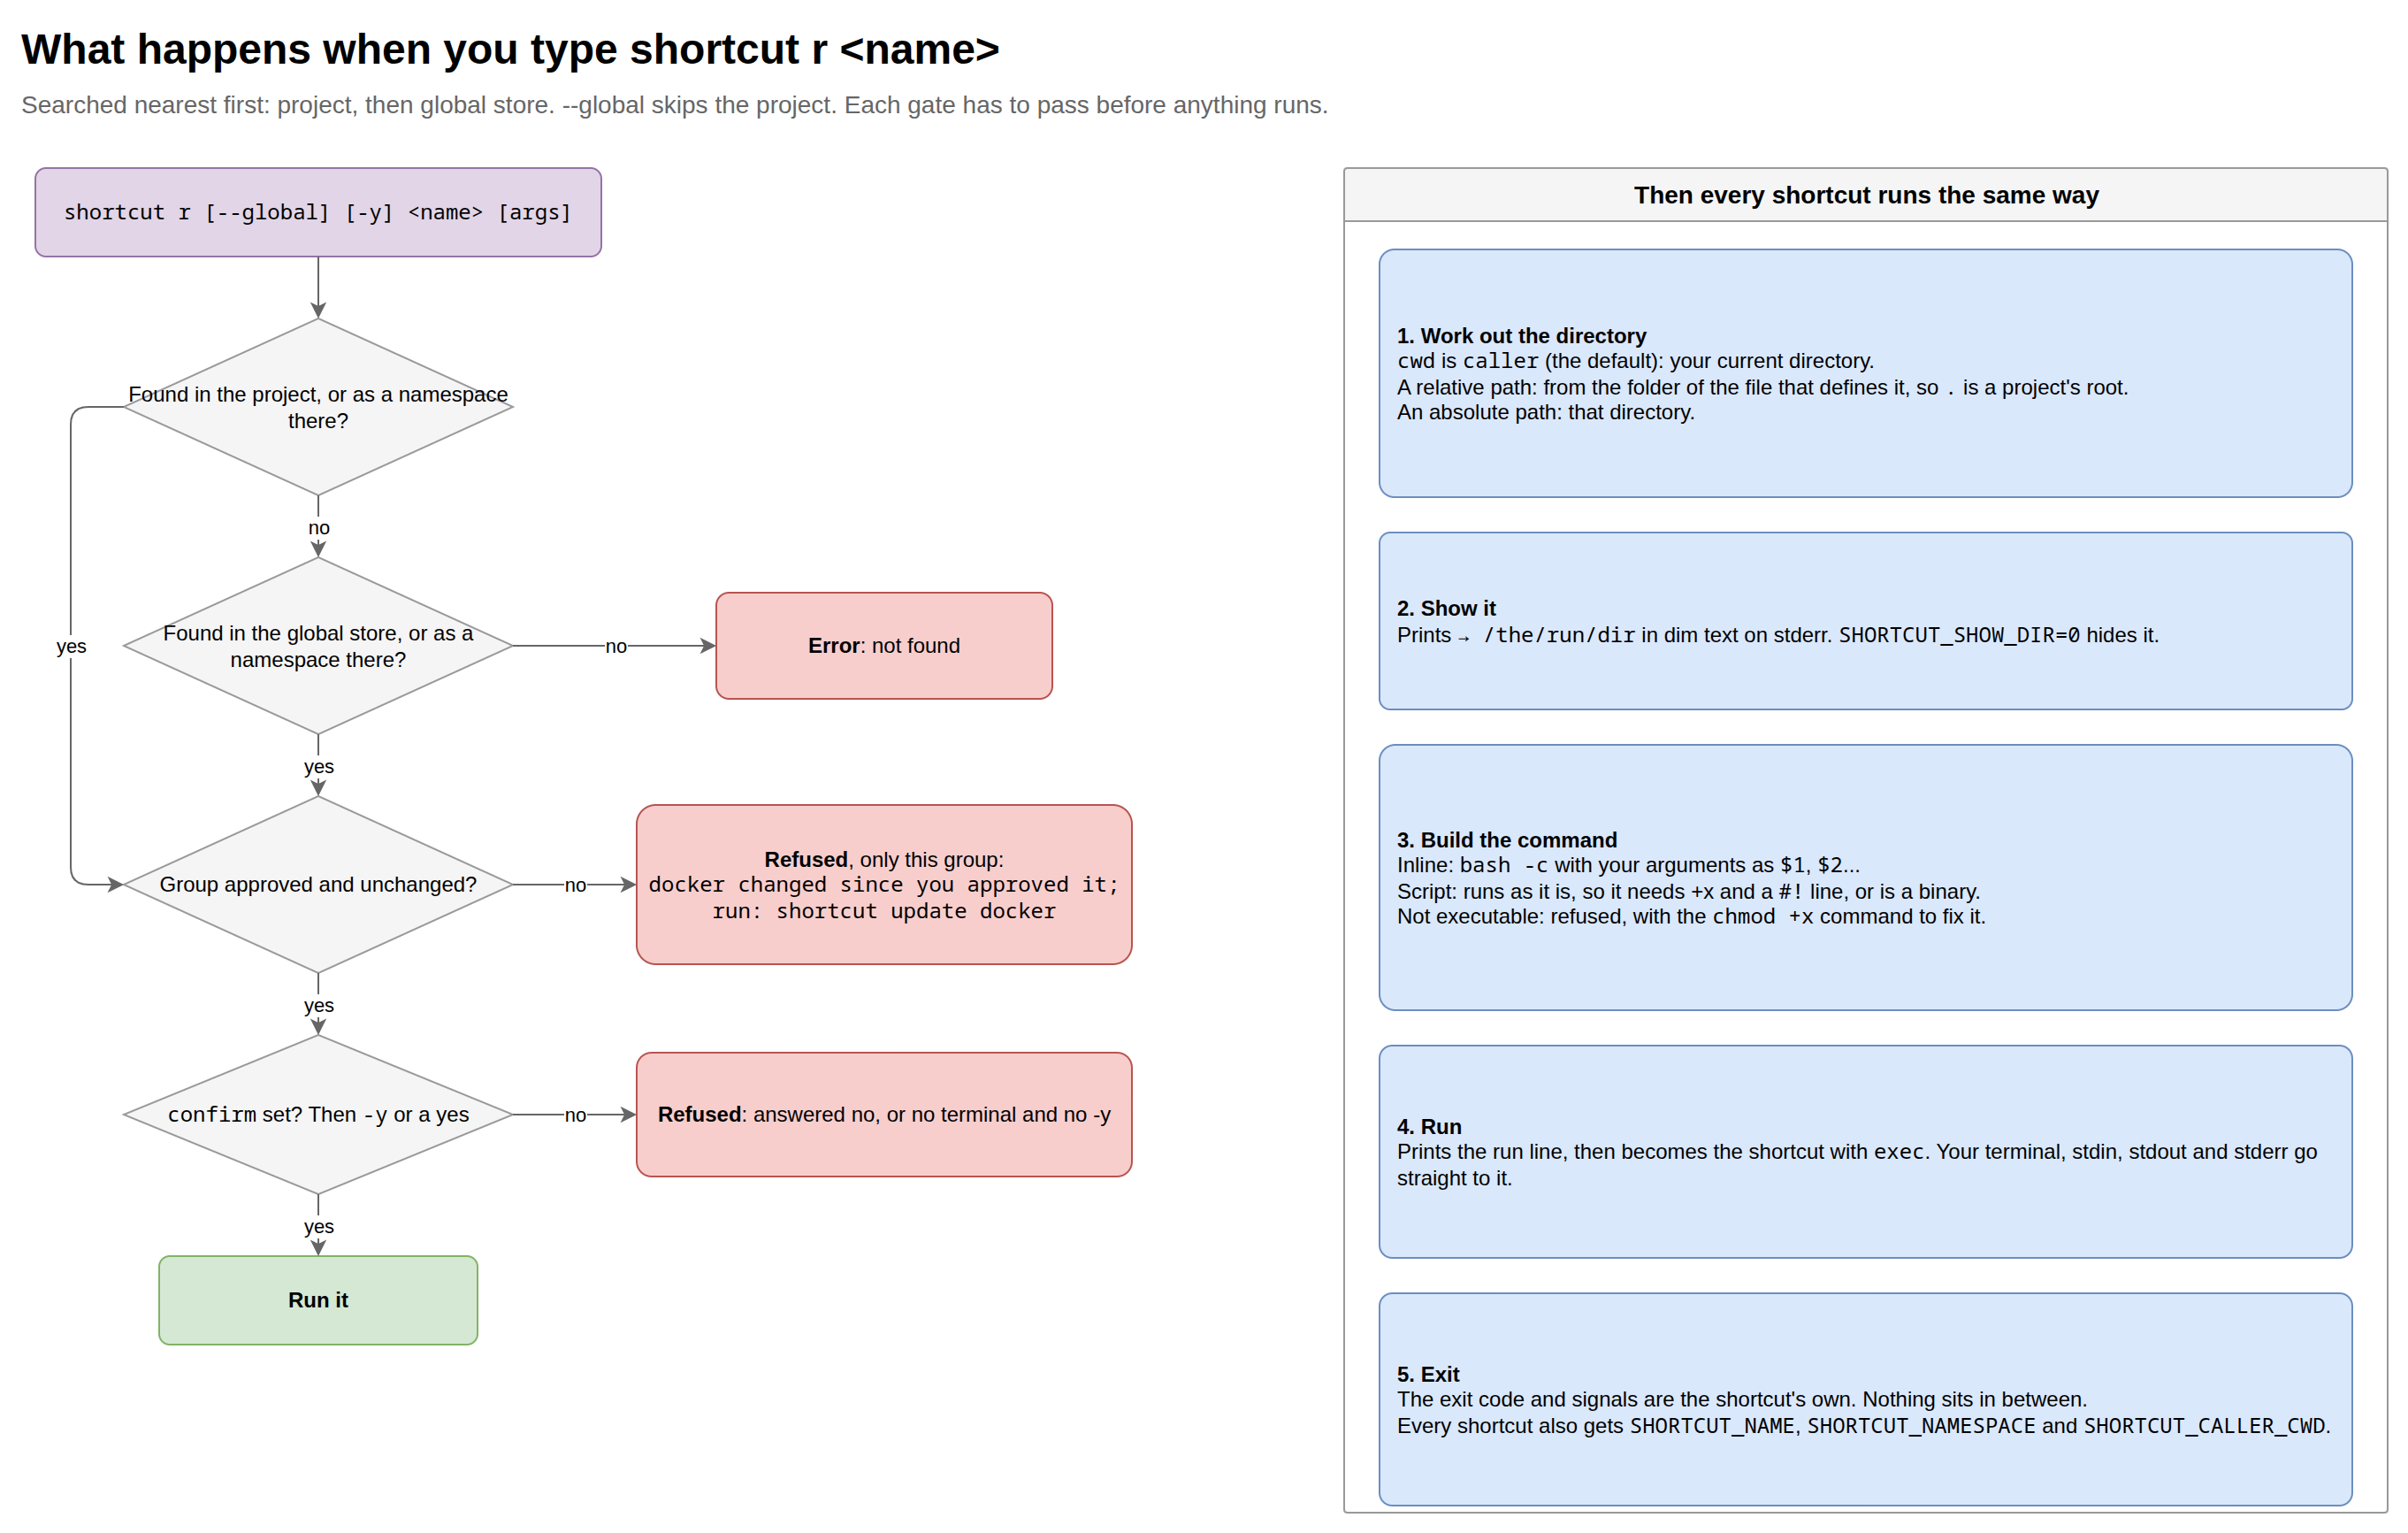 What happens when you type shortcut r <name>
Searched nearest first: project, then global store. --global skips the project. Each gate has to pass before anything runs.
shortcut r [--global] [-y] <name> [args]
Found in the project, or as a namespace
there?
no
yes
Found in the global store, or as a
namespace there?
no
Error: not found
yes
Group approved and unchanged?
no
Refused, only this group:
docker changed since you approved it;
run: shortcut update docker
yes
confirm set? Then -y or a yes
no
Refused: answered no, or no terminal and no -y
yes
Run it
Then every shortcut runs the same way
1. Work out the directory
cwd is caller (the default): your current directory.
A relative path: from the folder of the file that defines it, so . is a project's root.
An absolute path: that directory.
2. Show it
Prints → /the/run/dir in dim text on stderr. SHORTCUT_SHOW_DIR=0 hides it.
3. Build the command
Inline: bash -c with your arguments as $1, $2...
Script: runs as it is, so it needs +x and a #! line, or is a binary.
Not executable: refused, with the chmod +x command to fix it.
4. Run
Prints the run line, then becomes the shortcut with exec. Your terminal, stdin, stdout and stderr go
straight to it.
5. Exit
The exit code and signals are the shortcut's own. Nothing sits in between.
Every shortcut also gets SHORTCUT_NAME, SHORTCUT_NAMESPACE and SHORTCUT_CALLER_CWD.